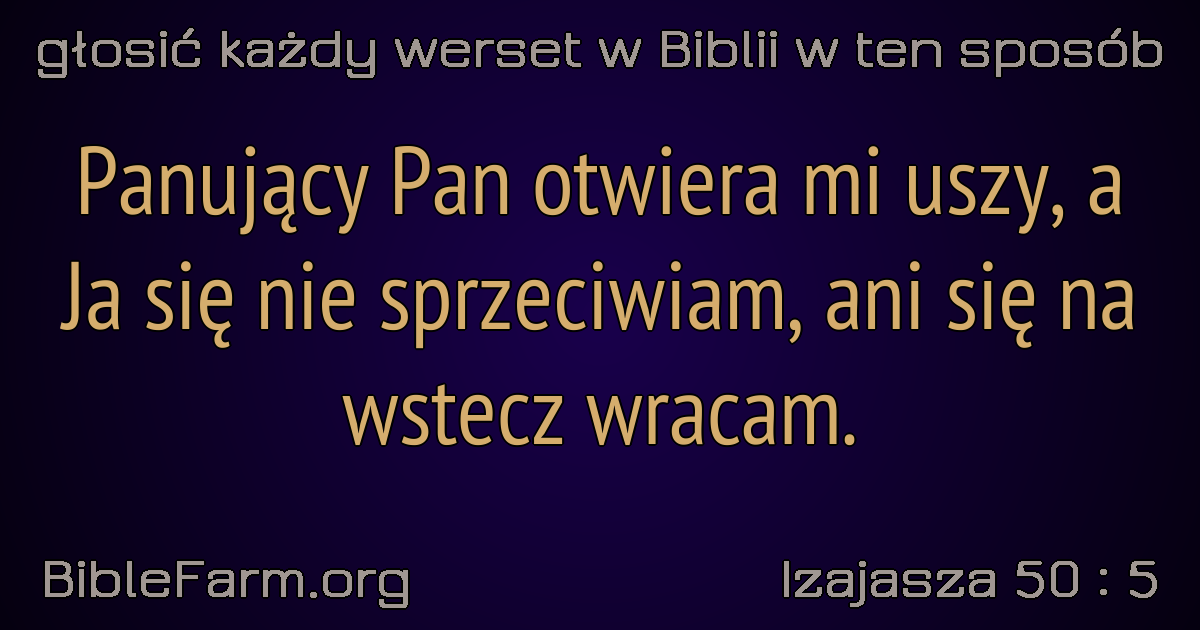 głosić każdy werset w Biblii w ten sposób
Panujący Pan otwiera mi uszy, a
Ja się nie sprzeciwiam, ani się na
wstecz wracam.
BibleFarm.org
Izajasza 50 : 5